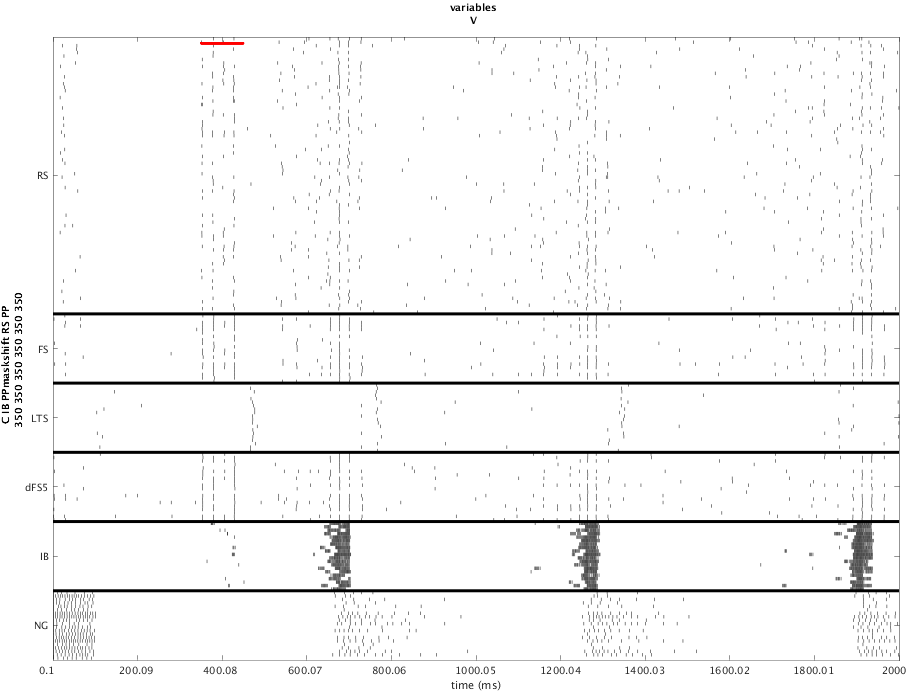 variables
V
RS
FS
LTS
dFS5
IB
NG
C IB PPmaskshift RS PP
350 350 350 350 350 350
0.1 200.09 400.08 600.07 800.06 1000.05 1200.04 1400.03 1600.02 1800.01 2000
time (ms)